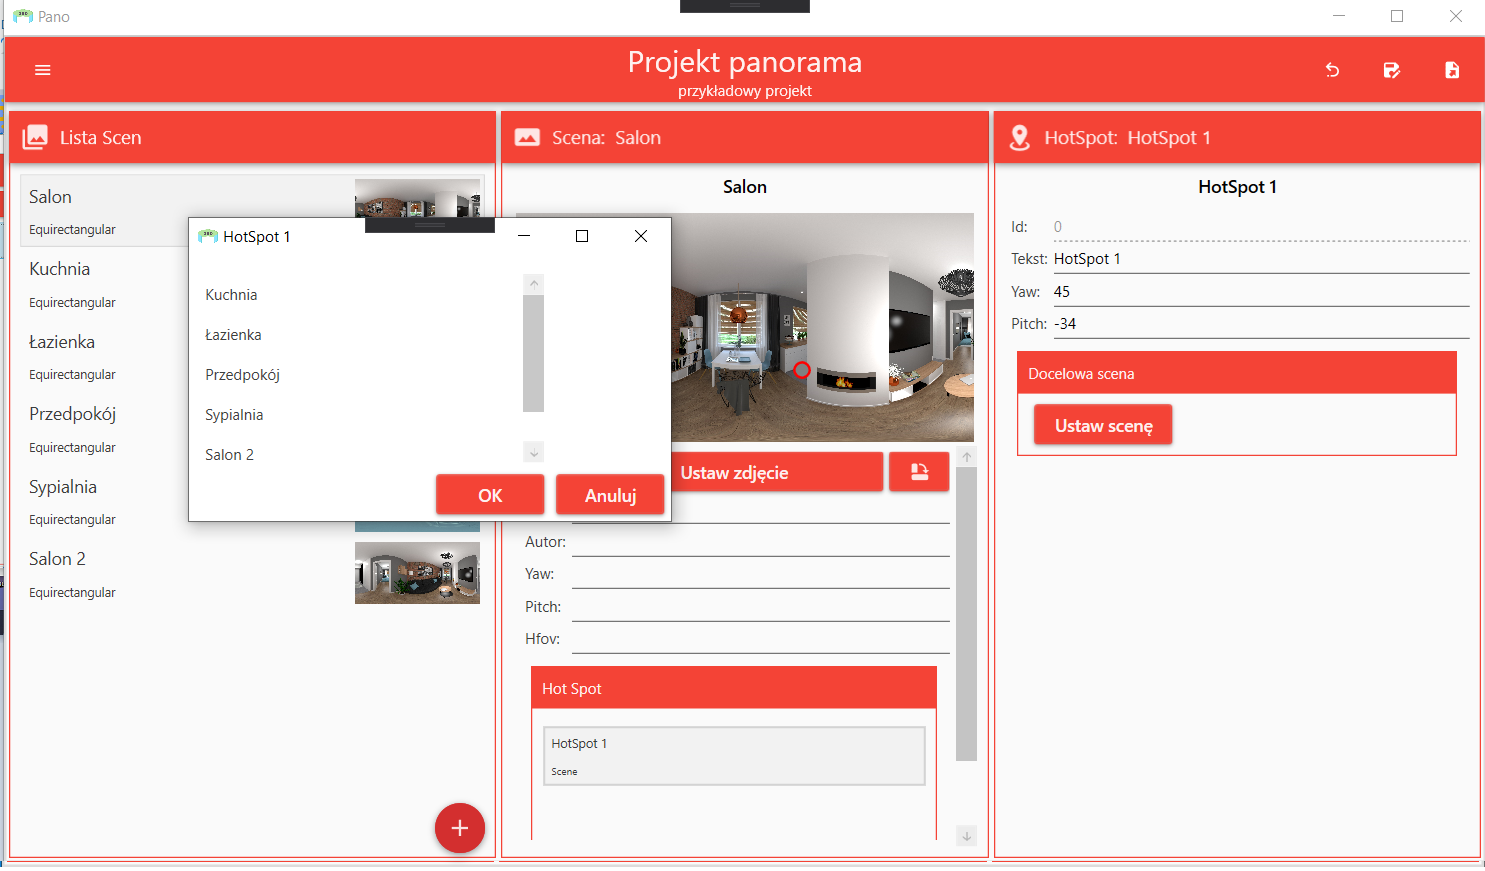 Pano
Projekt panorama
przykładowy projekt
Lista Scen
Salon
Equirectangular
Kuchnia
Equirectangular
Łazienka
Equirectangular
Przedpokój
Equirectangular
Sypialnia
Equirectangular
Salon 2
Equirectangular
HotSpot 1
Kuchnia
Łazienka
Przedpokój
Sypialnia
Salon 2
OK
Anuluj
Scena: Salon
Salon
Ustaw zdjęcie
Autor:
Yaw:
Pitch:
Hfov:
Hot Spot
HotSpot 1
Scene
HotSpot: HotSpot 1
HotSpot 1
Id: 0
Tekst: HotSpot 1
Yaw: 45
Pitch: -34
Docelowa scena
Ustaw scenę